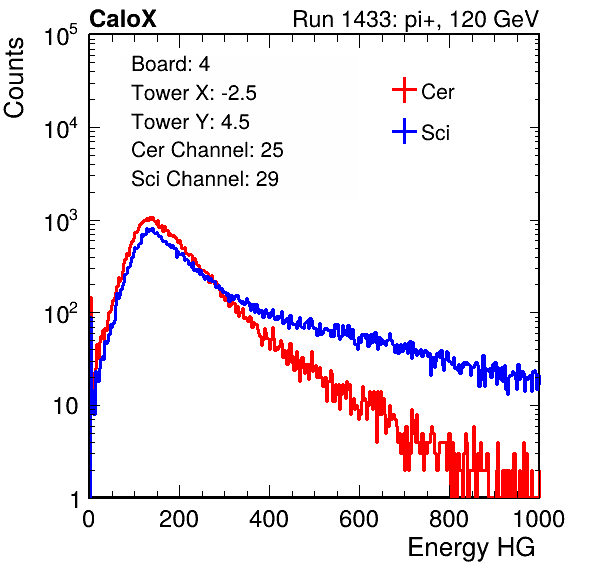 CaloX Run 1433: pi+, 120 GeV
Counts
Board: 4
Tower X: -2.5
Tower Y: 4.5
Cer Channel: 25
Sci Channel: 29
Cer
Sci
10^5
10^4
10^3
10^2
10
1
0 200 400 600 800 1000
Energy HG